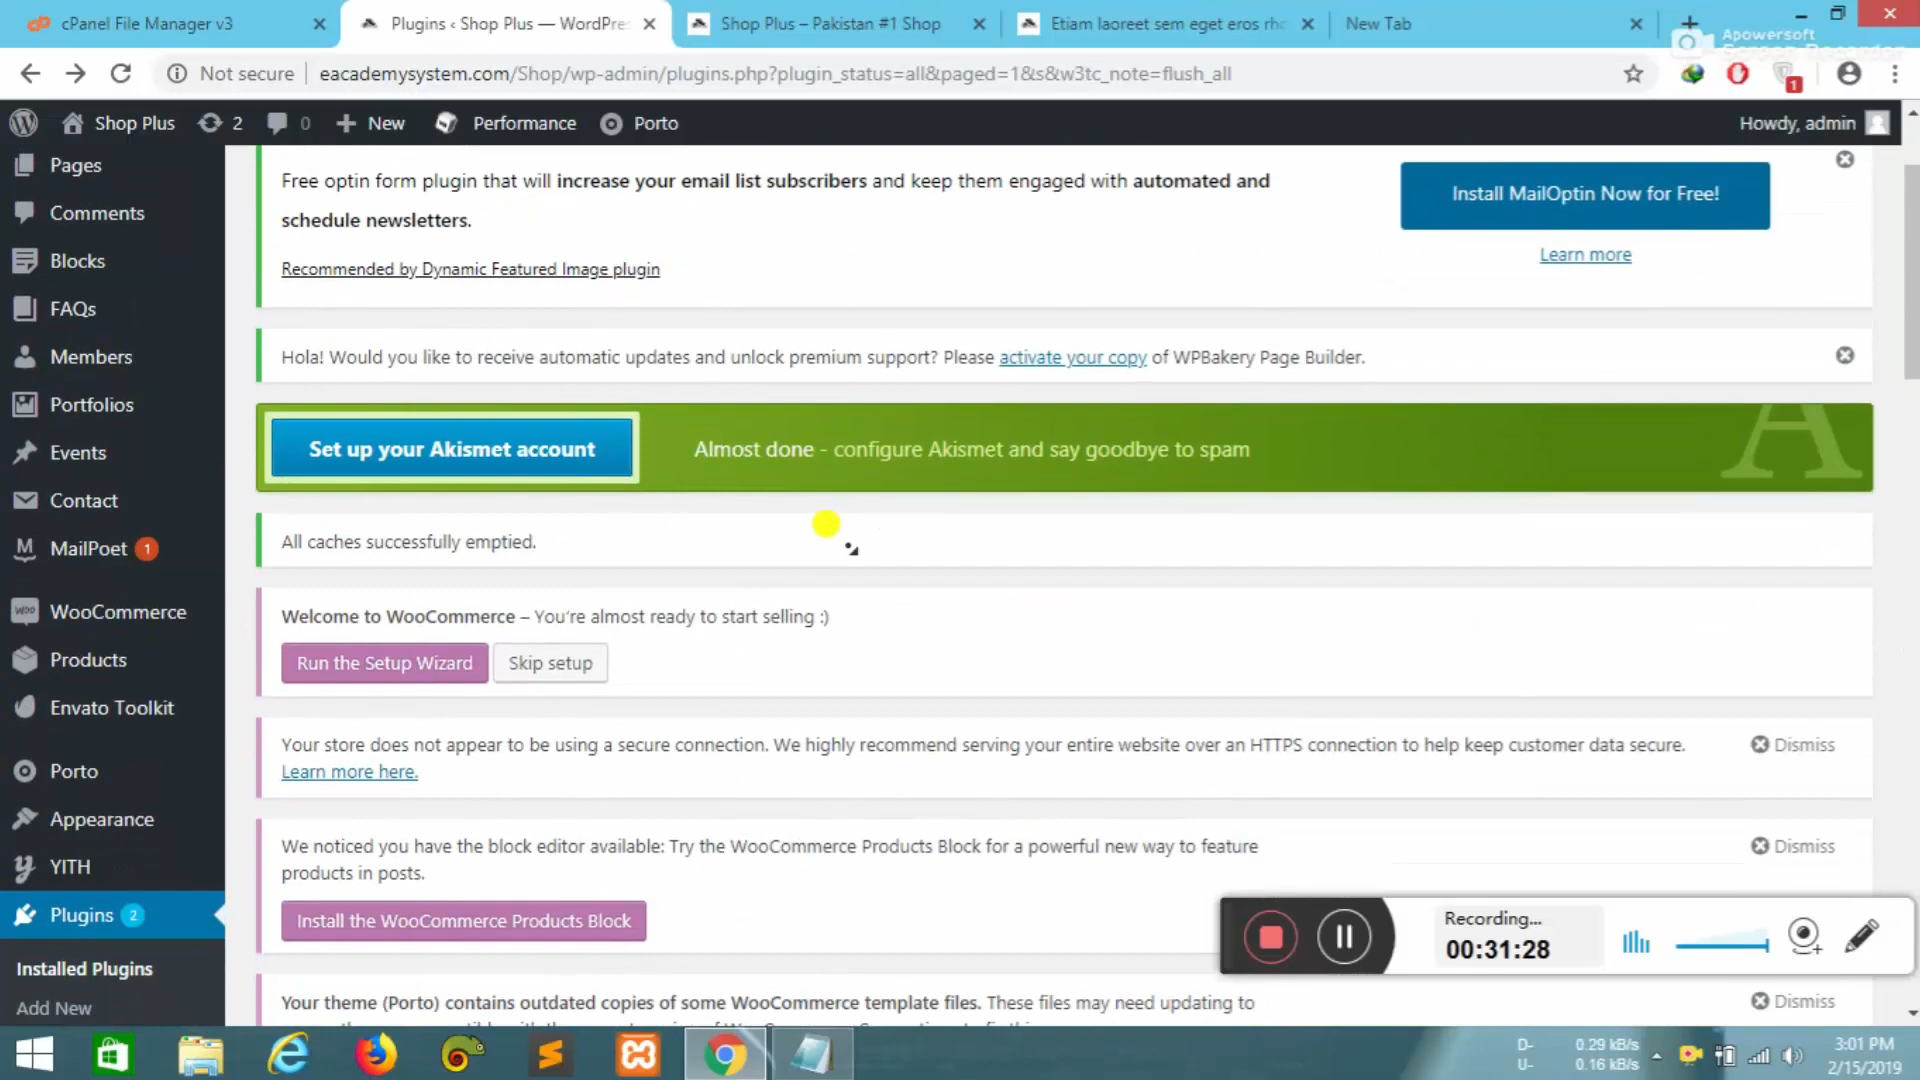 cPanel File Manager v3
Plugins ‹ Shop Plus — WordPre
Shop Plus – Pakistan #1 Shop
Etiam laoreet sem eget eros rho
New Tab
Apowersoft
Screen Recorder
Not secure
eacademysystem.com/Shop/wp-admin/plugins.php?plugin_status=all&paged=1&s&w3tc_note=flush_all
1
Shop Plus
2
0
New
Performance
Porto
Howdy, admin
Pages
Comments
Blocks
FAQs
Members
Portfolios
Events
Contact
MailPoet 1
WooCommerce
Products
Envato Toolkit
Porto
Appearance
YITH
Plugins 2
Installed Plugins
Add New
Free optin form plugin that will increase your email list subscribers and keep them engaged with automated and
schedule newsletters.
Recommended by Dynamic Featured Image plugin
Install MailOptin Now for Free!
Learn more
Hola! Would you like to receive automatic updates and unlock premium support? Please activate your copy of WPBakery Page Builder.
Set up your Akismet account
Almost done - configure Akismet and say goodbye to spam
A
All caches successfully emptied.
Welcome to WooCommerce – You're almost ready to start selling :)
Run the Setup Wizard
Skip setup
Your store does not appear to be using a secure connection. We highly recommend serving your entire website over an HTTPS connection to help keep customer data secure.
Learn more here.
Dismiss
We noticed you have the block editor available: Try the WooCommerce Products Block for a powerful new way to feature
products in posts.
Dismiss
Install the WooCommerce Products Block
Your theme (Porto) contains outdated copies of some WooCommerce template files. These files may need updating to
Dismiss
Recording...
00:31:28
D-
0.29 kB/s
U-
0.16 kB/s
3:01 PM
2/15/2019